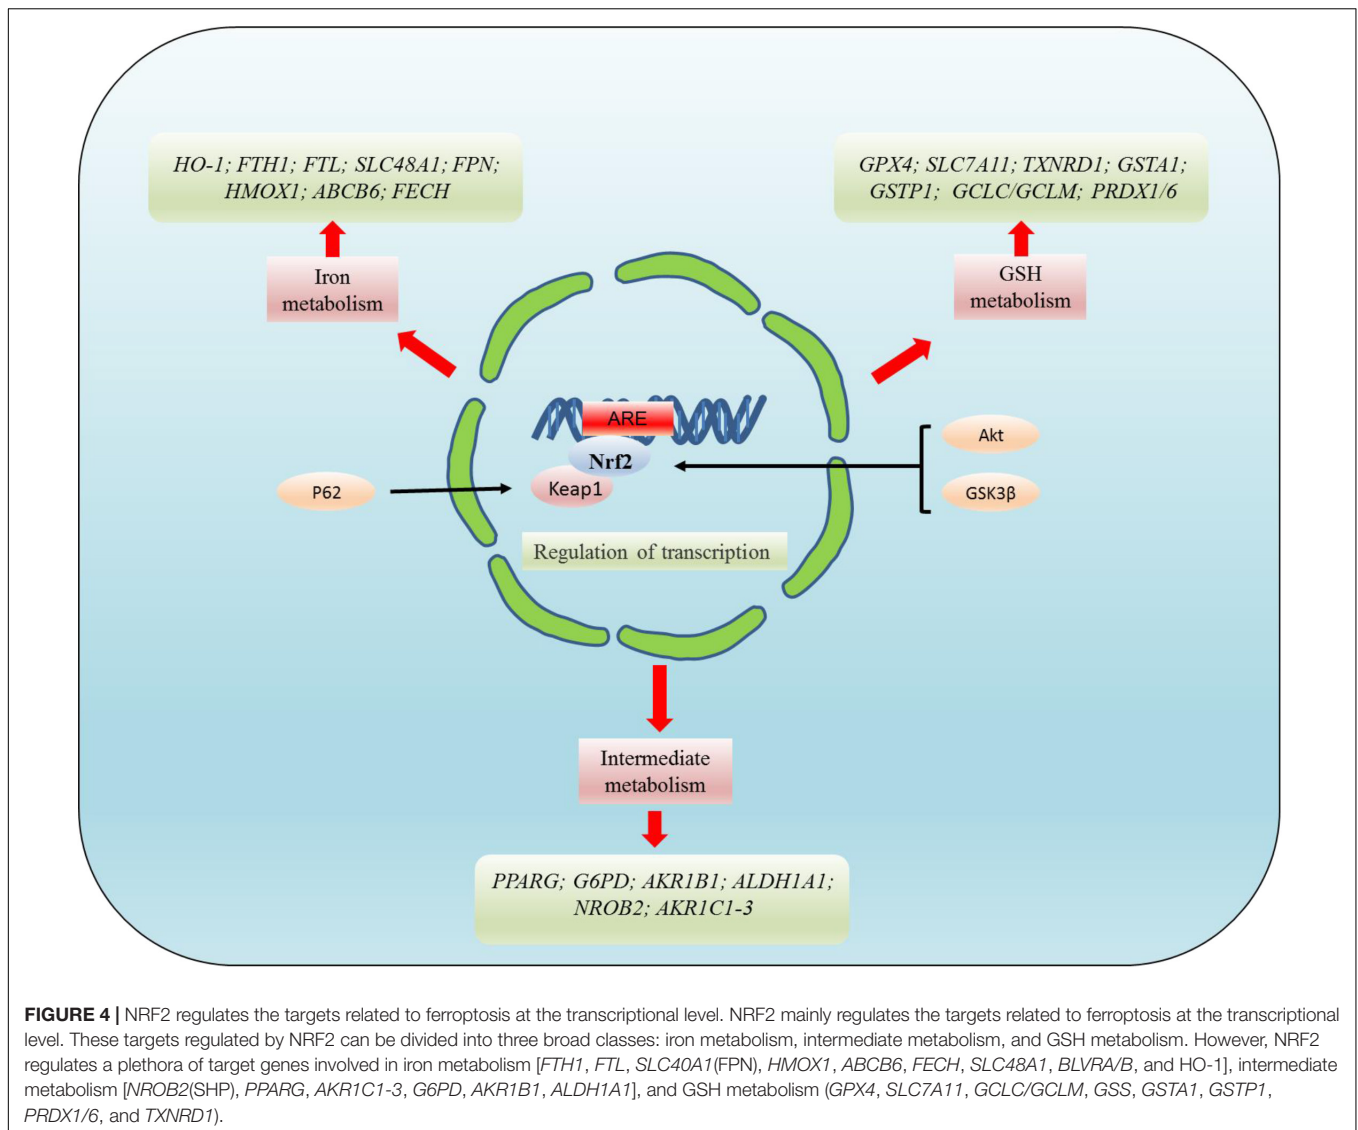 HO-1; FTH1; FTL; SLC48A1; FPN;
HMOX1; ABCB6; FECH
GPX4; SLC7A11; TXNRD1; GSTA1;
GSTP1; GCLC/GCLM; PRDX1/6
Iron
metabolism
GSH
metabolism
ARE
Nrf2
Keap1
P62
Akt
GSK3β
Regulation of transcription
Intermediate
metabolism
PPARG; G6PD; AKR1B1; ALDH1A1;
NROB2; AKR1C1-3
FIGURE 4 | NRF2 regulates the targets related to ferroptosis at the transcriptional level. NRF2 mainly regulates the targets related to ferroptosis at the transcriptional
level. These targets regulated by NRF2 can be divided into three broad classes: iron metabolism, intermediate metabolism, and GSH metabolism. However, NRF2
regulates a plethora of target genes involved in iron metabolism [FTH1, FTL, SLC40A1(FPN), HMOX1, ABCB6, FECH, SLC48A1, BLVRA/B, and HO-1], intermediate
metabolism [NROB2(SHP), PPARG, AKR1C1-3, G6PD, AKR1B1, ALDH1A1], and GSH metabolism (GPX4, SLC7A11, GCLC/GCLM, GSS, GSTA1, GSTP1,
PRDX1/6, and TXNRD1).